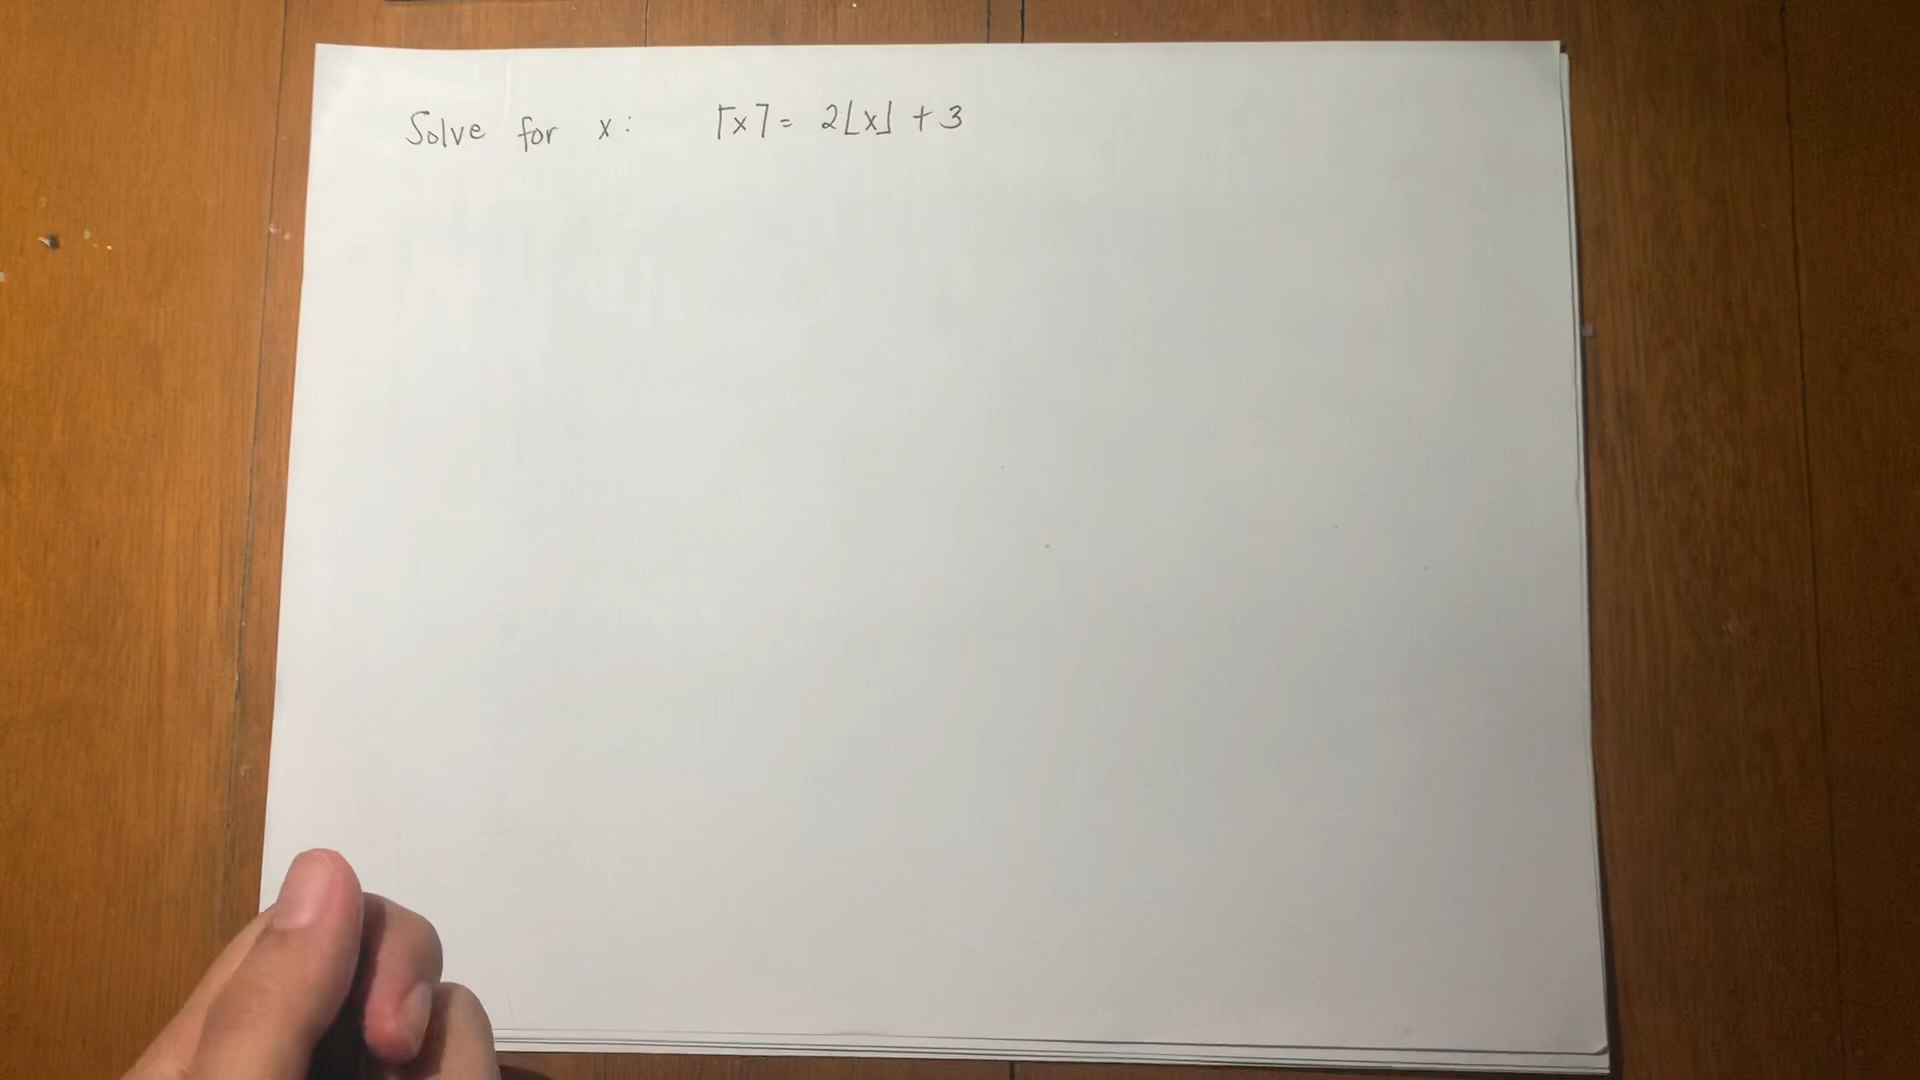 Solve for x: ⌈x⌉ = 2⌊x⌋ + 3